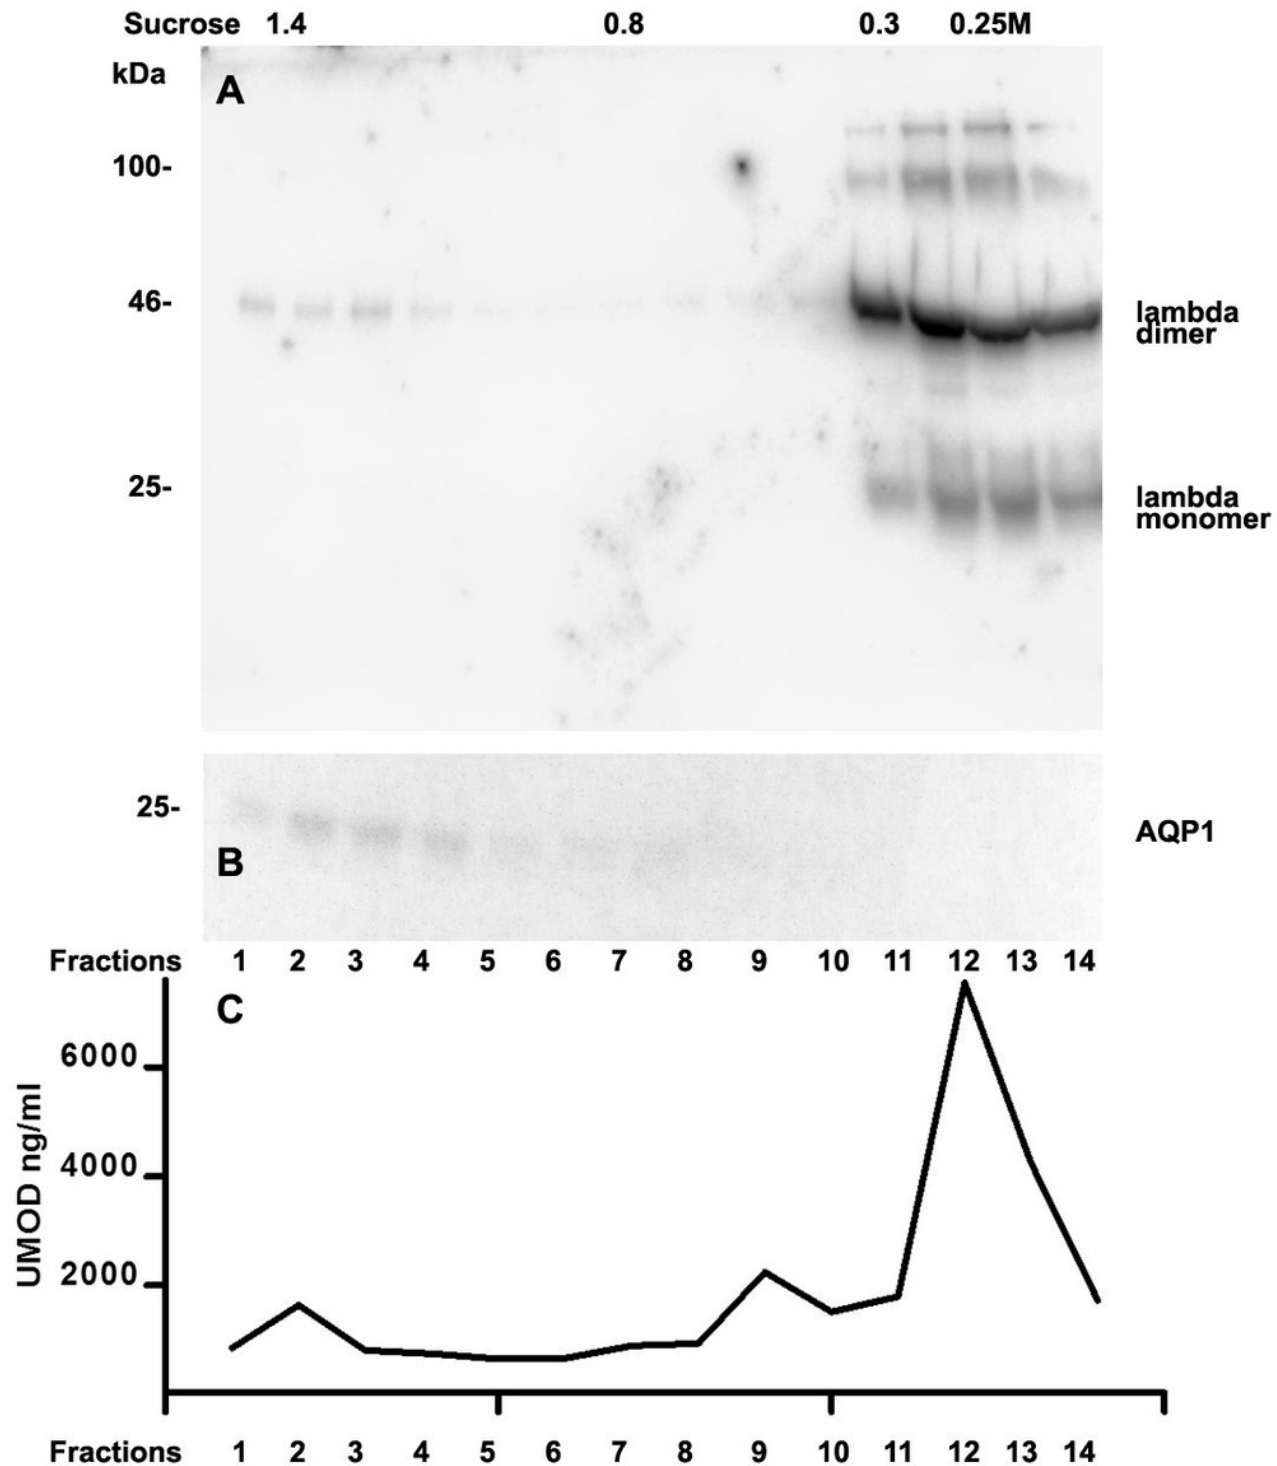 Sucrose 1.4 0.8 0.3 0.25M
kDa
A
100-
46-
lambda
dimer
25-
lambda
monomer
25-
AQP1
B
Fractions 1 2 3 4 5 6 7 8 9 10 11 12 13 14
C
6000
4000
2000
UMOD ng/ml
Fractions 1 2 3 4 5 6 7 8 9 10 11 12 13 14